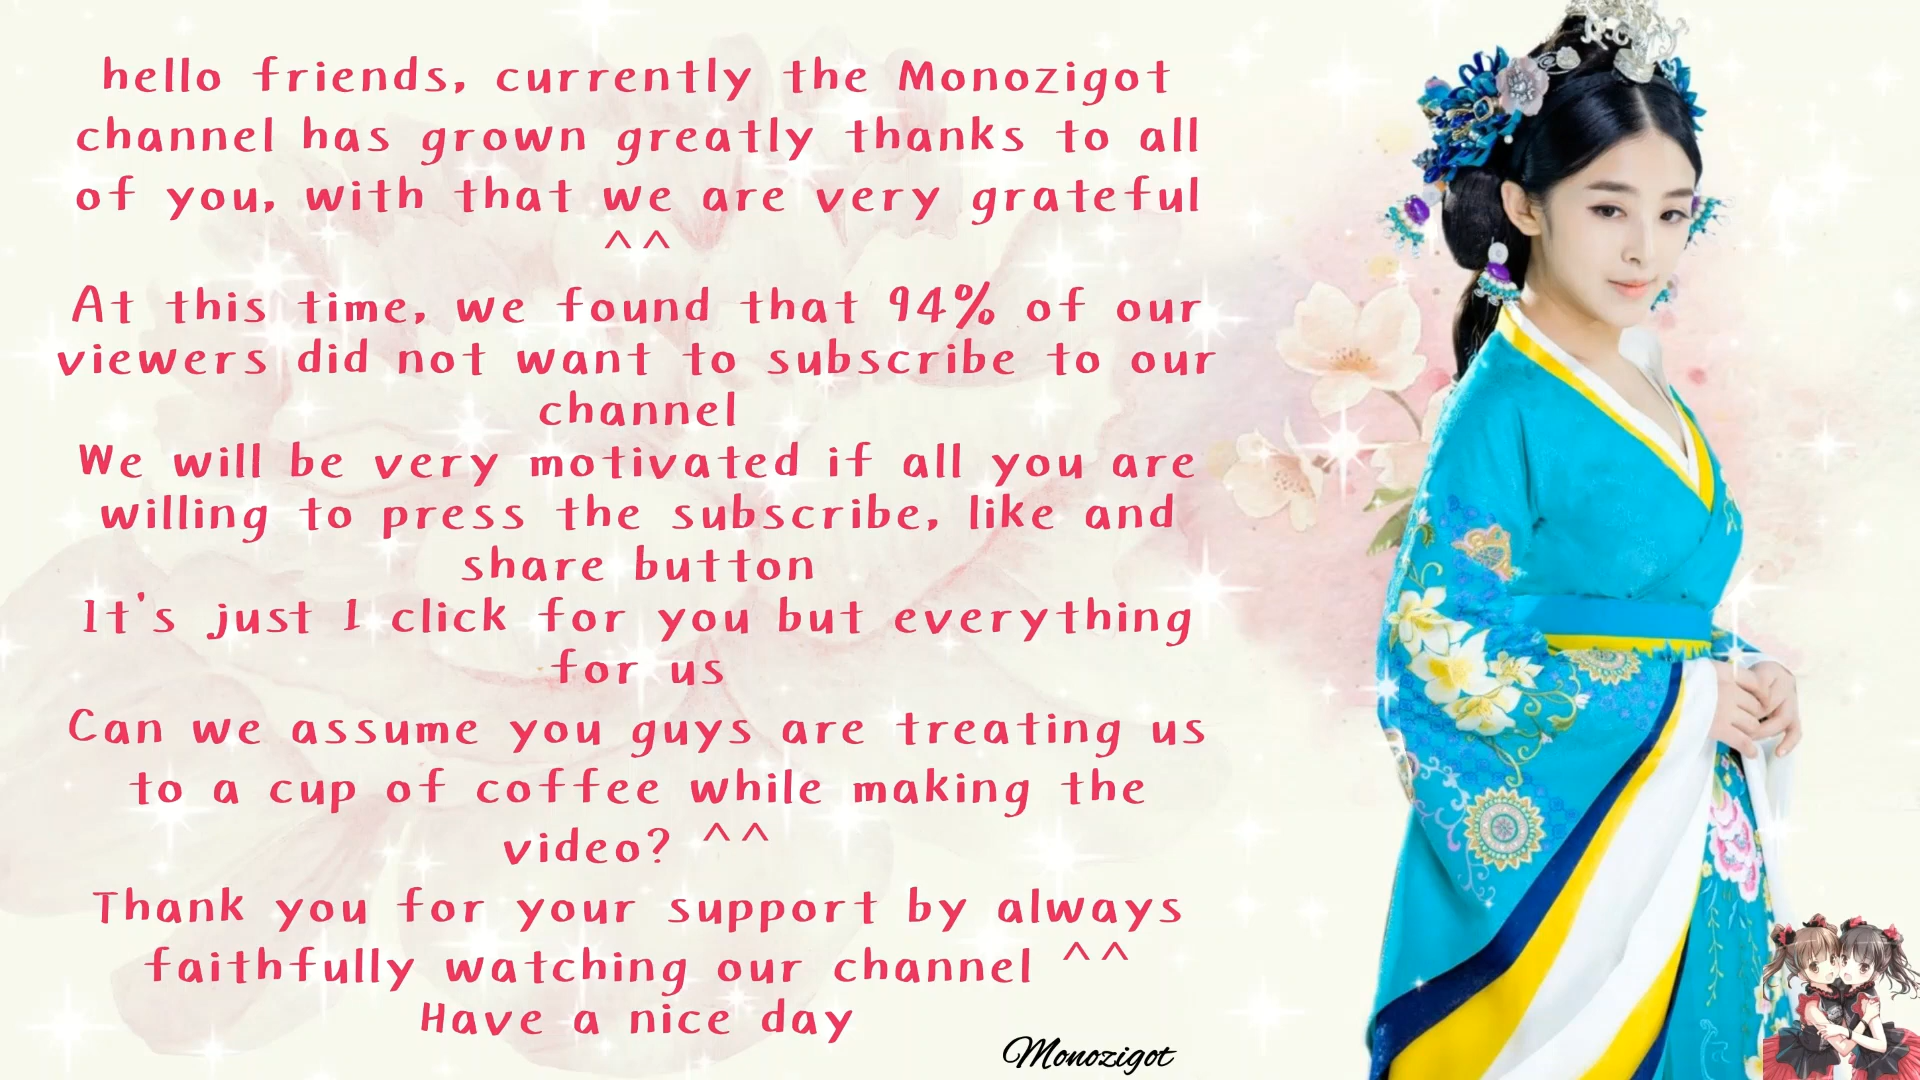 hello friends, currently the Monozigot
channel has grown greatly thanks to all
of you, with that we are very grateful
^^
At this time, we found that 94% of our
viewers did not want to subscribe to our
channel
We will be very motivated if all you are
willing to press the subscribe, like and
share button
It's just 1 click for you but everything
for us
Can we assume you guys are treating us
to a cup of coffee while making the
video? ^^
Thank you for your support by always
faithfully watching our channel ^^
Have a nice day
Monozigot